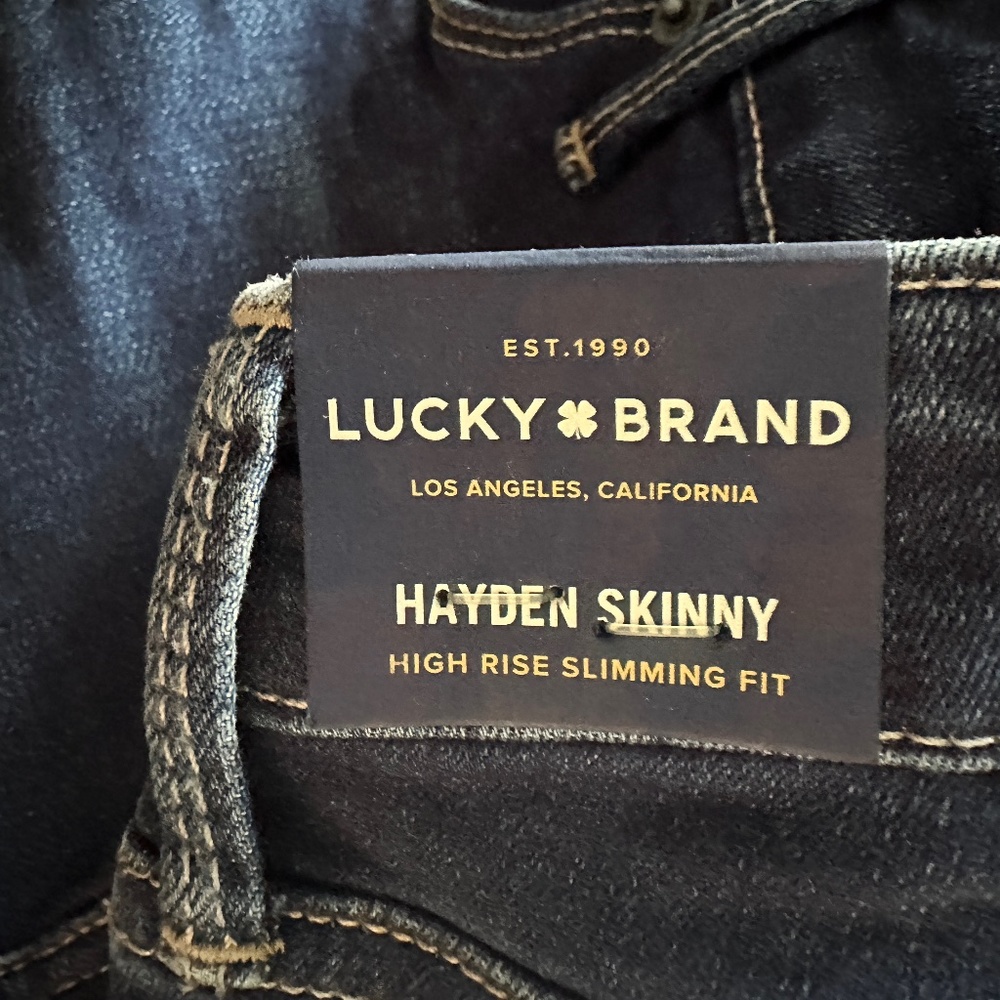 EST.1990
LUCKY BRAND
LOS ANGELES, CALIFORNIA
HAYDEN SKINNY
HIGH RISE SLIMMING FIT